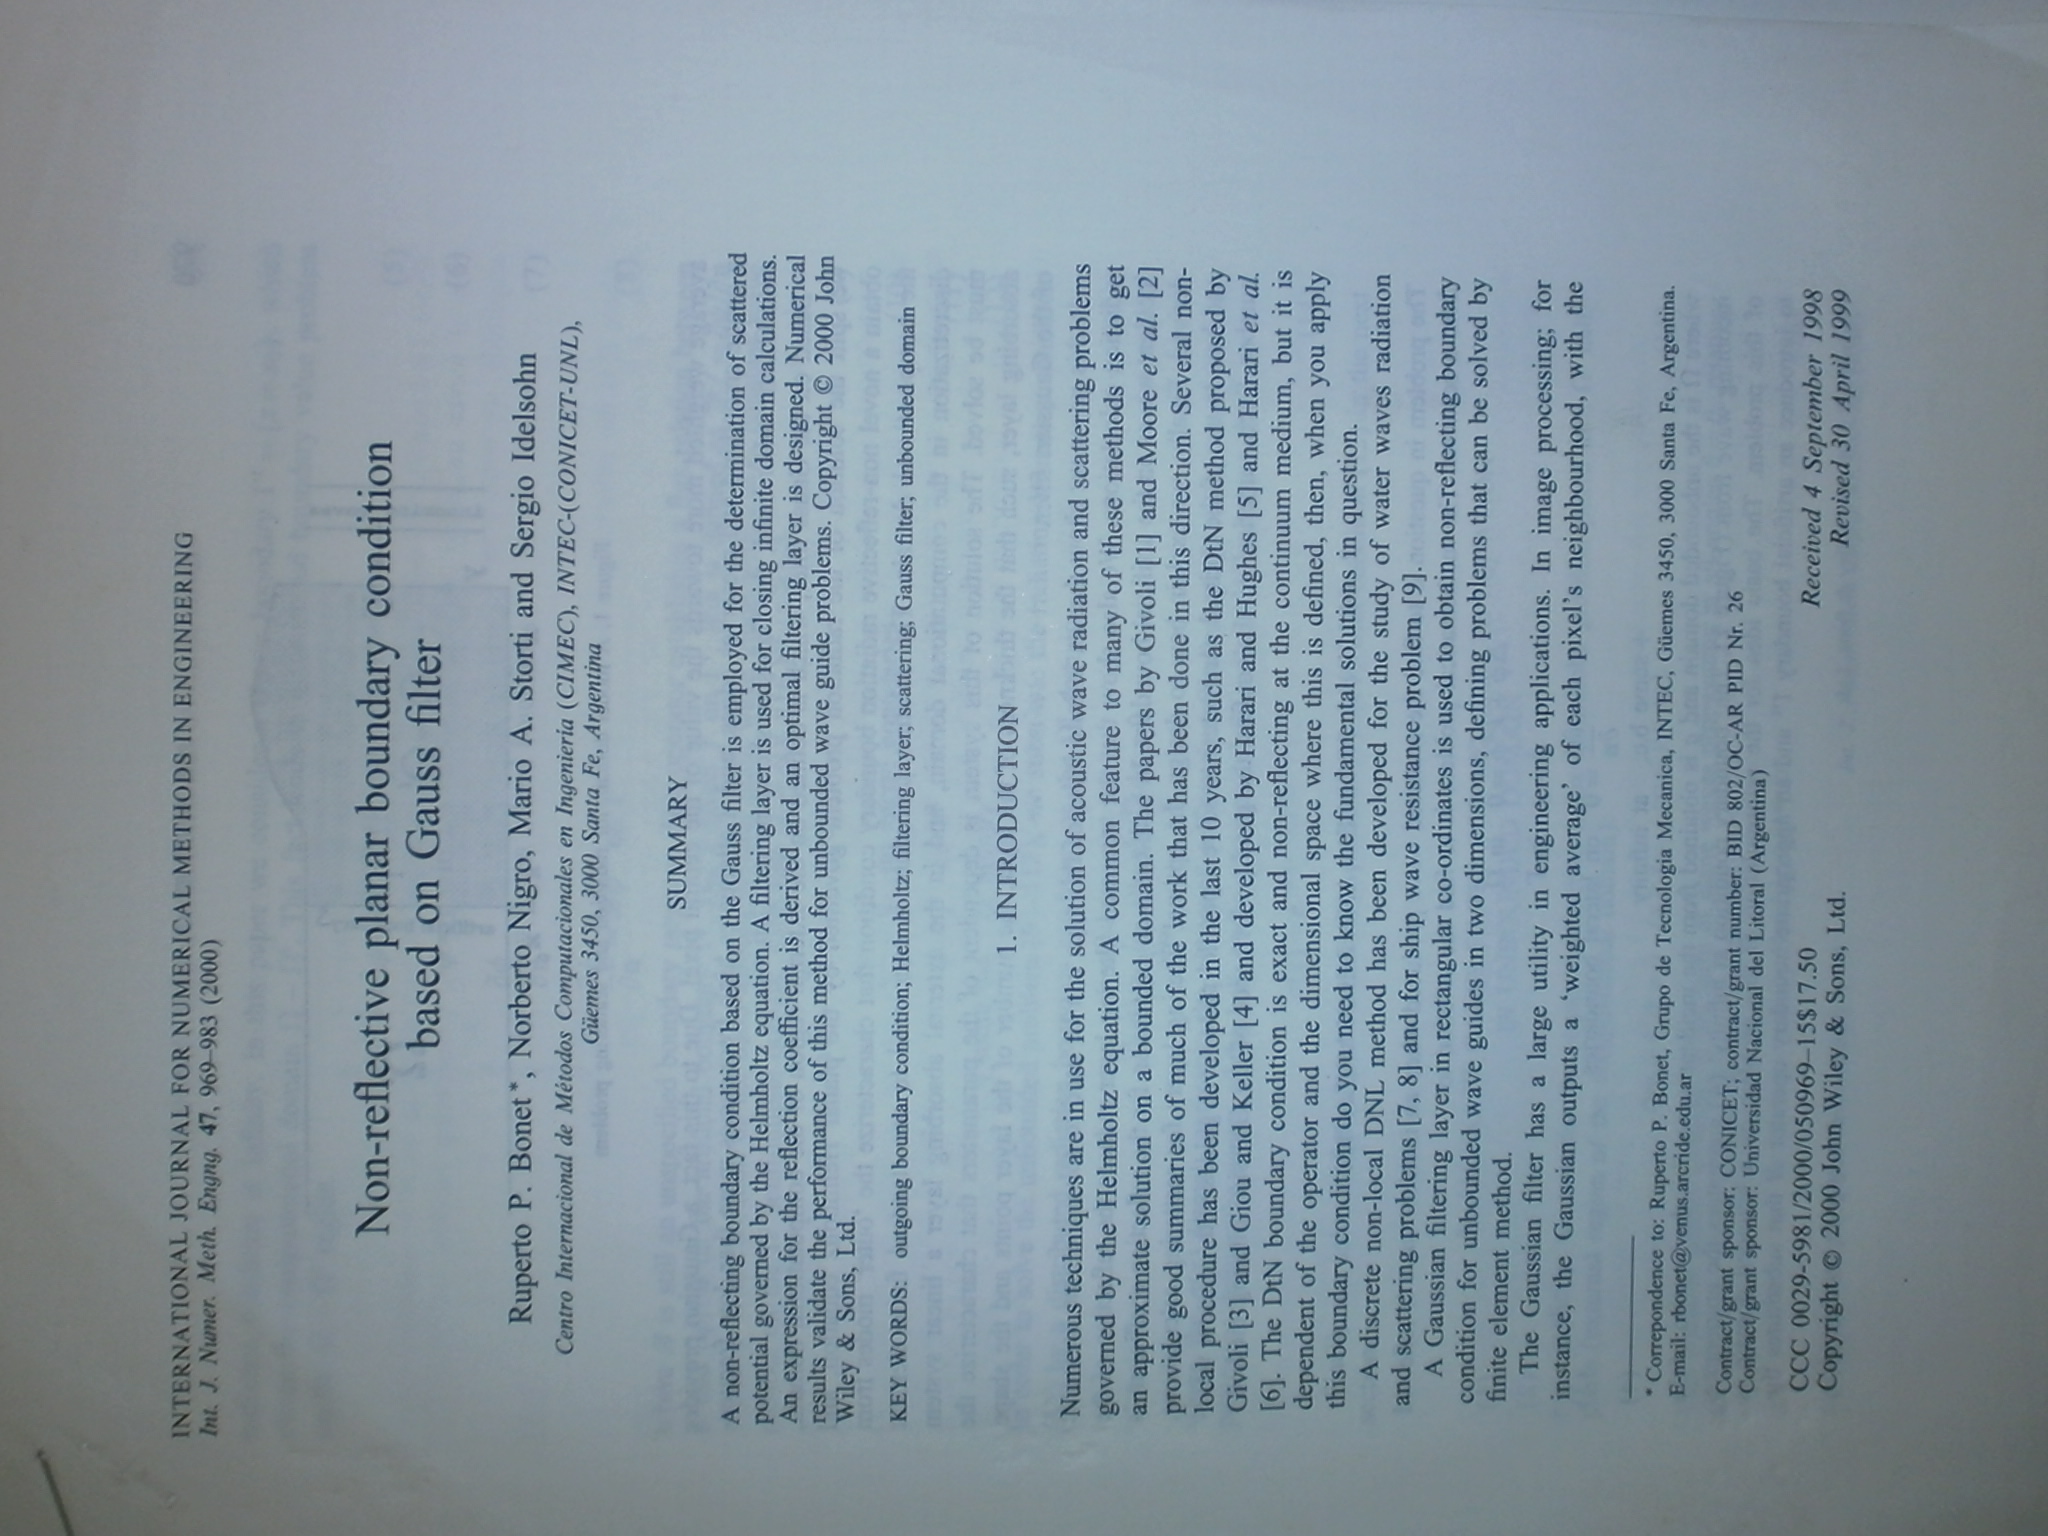 INTERNATIONAL JOURNAL FOR NUMERICAL METHODS IN ENGINEERING
Int. J. Numer. Meth. Engng. 47, 969–983 (2000)
Non-reflective planar boundary condition
based on Gauss filter
Ruperto P. Bonet*, Norberto Nigro, Mario A. Storti and Sergio Idelsohn
Centro Internacional de Métodos Computacionales en Ingeniería (CIMEC), INTEC-(CONICET-UNL),
Güemes 3450, 3000 Santa Fe, Argentina
SUMMARY
A non-reflecting boundary condition based on the Gauss filter is employed for the determination of scattered
potential governed by the Helmholtz equation. A filtering layer is used for closing infinite domain calculations.
An expression for the reflection coefficient is derived and an optimal filtering layer is designed. Numerical
results validate the performance of this method for unbounded wave guide problems. Copyright © 2000 John
Wiley & Sons, Ltd.
KEY WORDS: outgoing boundary condition; Helmholtz; filtering layer; scattering; Gauss filter; unbounded domain
1. INTRODUCTION
Numerous techniques are in use for the solution of acoustic wave radiation and scattering problems
governed by the Helmholtz equation. A common feature to many of these methods is to get
an approximate solution on a bounded domain. The papers by Givoli [1] and Moore et al. [2]
provide good summaries of much of the work that has been done in this direction. Several non-
local procedure has been developed in the last 10 years, such as the DtN method proposed by
Givoli [3] and Giou and Keller [4] and developed by Harari and Hughes [5] and Harari et al.
[6]. The DtN boundary condition is exact and non-reflecting at the continuum medium, but it is
dependent of the operator and the dimensional space where this is defined, then, when you apply
this boundary condition do you need to know the fundamental solutions in question.
A discrete non-local DNL method has been developed for the study of water waves radiation
and scattering problems [7, 8] and for ship wave resistance problem [9].
A Gaussian filtering layer in rectangular co-ordinates is used to obtain non-reflecting boundary
condition for unbounded wave guides in two dimensions, defining problems that can be solved by
finite element method.
The Gaussian filter has a large utility in engineering applications. In image processing; for
instance, the Gaussian outputs a ‘weighted average’ of each pixel’s neighbourhood, with the
* Correpondence to: Ruperto P. Bonet, Grupo de Tecnologia Mecanica, INTEC, Güemes 3450, 3000 Santa Fe, Argentina.
E-mail: rbonet@venus.arcride.edu.ar
Contract/grant sponsor: CONICET; contract/grant number: BID 802/OC-AR PID Nr. 26
Contract/grant sponsor: Universidad Nacional del Litoral (Argentina)
Received 4 September 1998
CCC 0029-5981/2000/050969–15$17.50
Revised 30 April 1999
Copyright © 2000 John Wiley & Sons, Ltd.